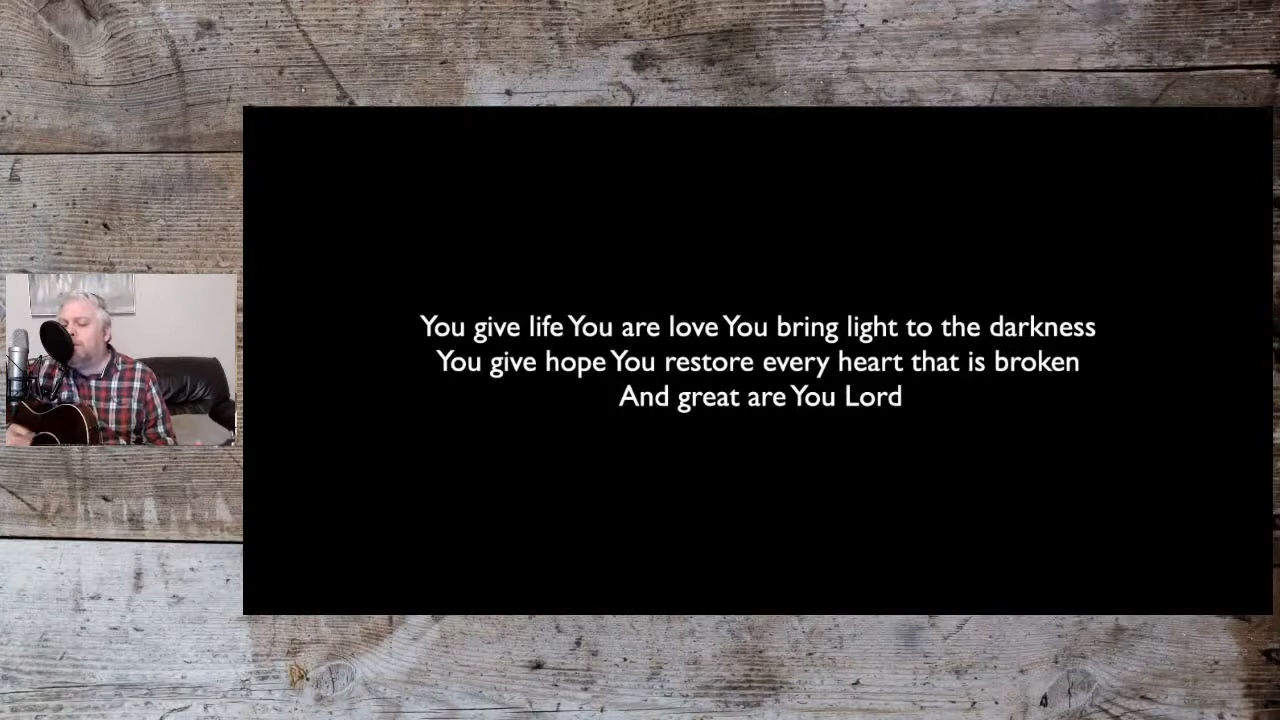 You give life You are love You bring light to the darkness
You give hope You restore every heart that is broken
And great are You Lord